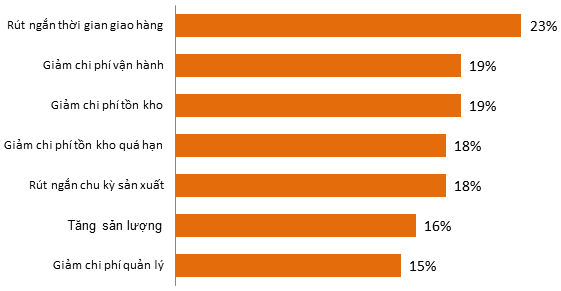 Rút ngắn thời gian giao hàng
23%
Giảm chi phí vận hành
19%
Giảm chi phí tồn kho
19%
Giảm chi phí tồn kho quá hạn
18%
Rút ngắn chu kỳ sản xuất
18%
Tăng sản lượng
16%
Giảm chi phí quản lý
15%